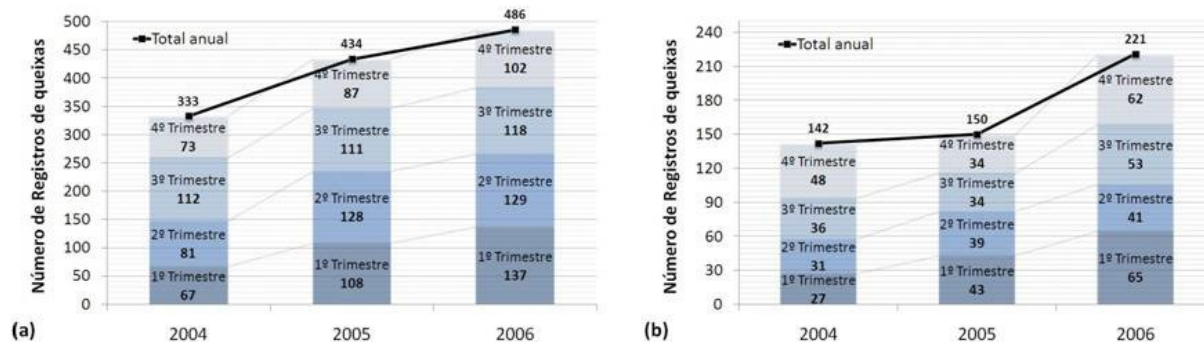 Número de Registros de queixas
500
450
400
350
300
250
200
150
100
50
0
Total anual
333
434
486
4º Trimestre
73
3º Trimestre
112
2º Trimestre
81
1º Trimestre
67
4º Trimestre
87
3º Trimestre
111
2º Trimestre
128
1º Trimestre
108
4º Trimestre
102
3º Trimestre
118
2º Trimestre
129
1º Trimestre
137
(a)
2004
2005
2006
Número de Registros de queixas
240
210
180
150
120
90
60
30
0
Total anual
142
150
221
4º Trimestre
48
3º Trimestre
36
2º Trimestre
31
1º Trimestre
27
4º Trimestre
34
3º Trimestre
34
2º Trimestre
39
1º Trimestre
43
4º Trimestre
62
3º Trimestre
53
2º Trimestre
41
1º Trimestre
65
(b)
2004
2005
2006